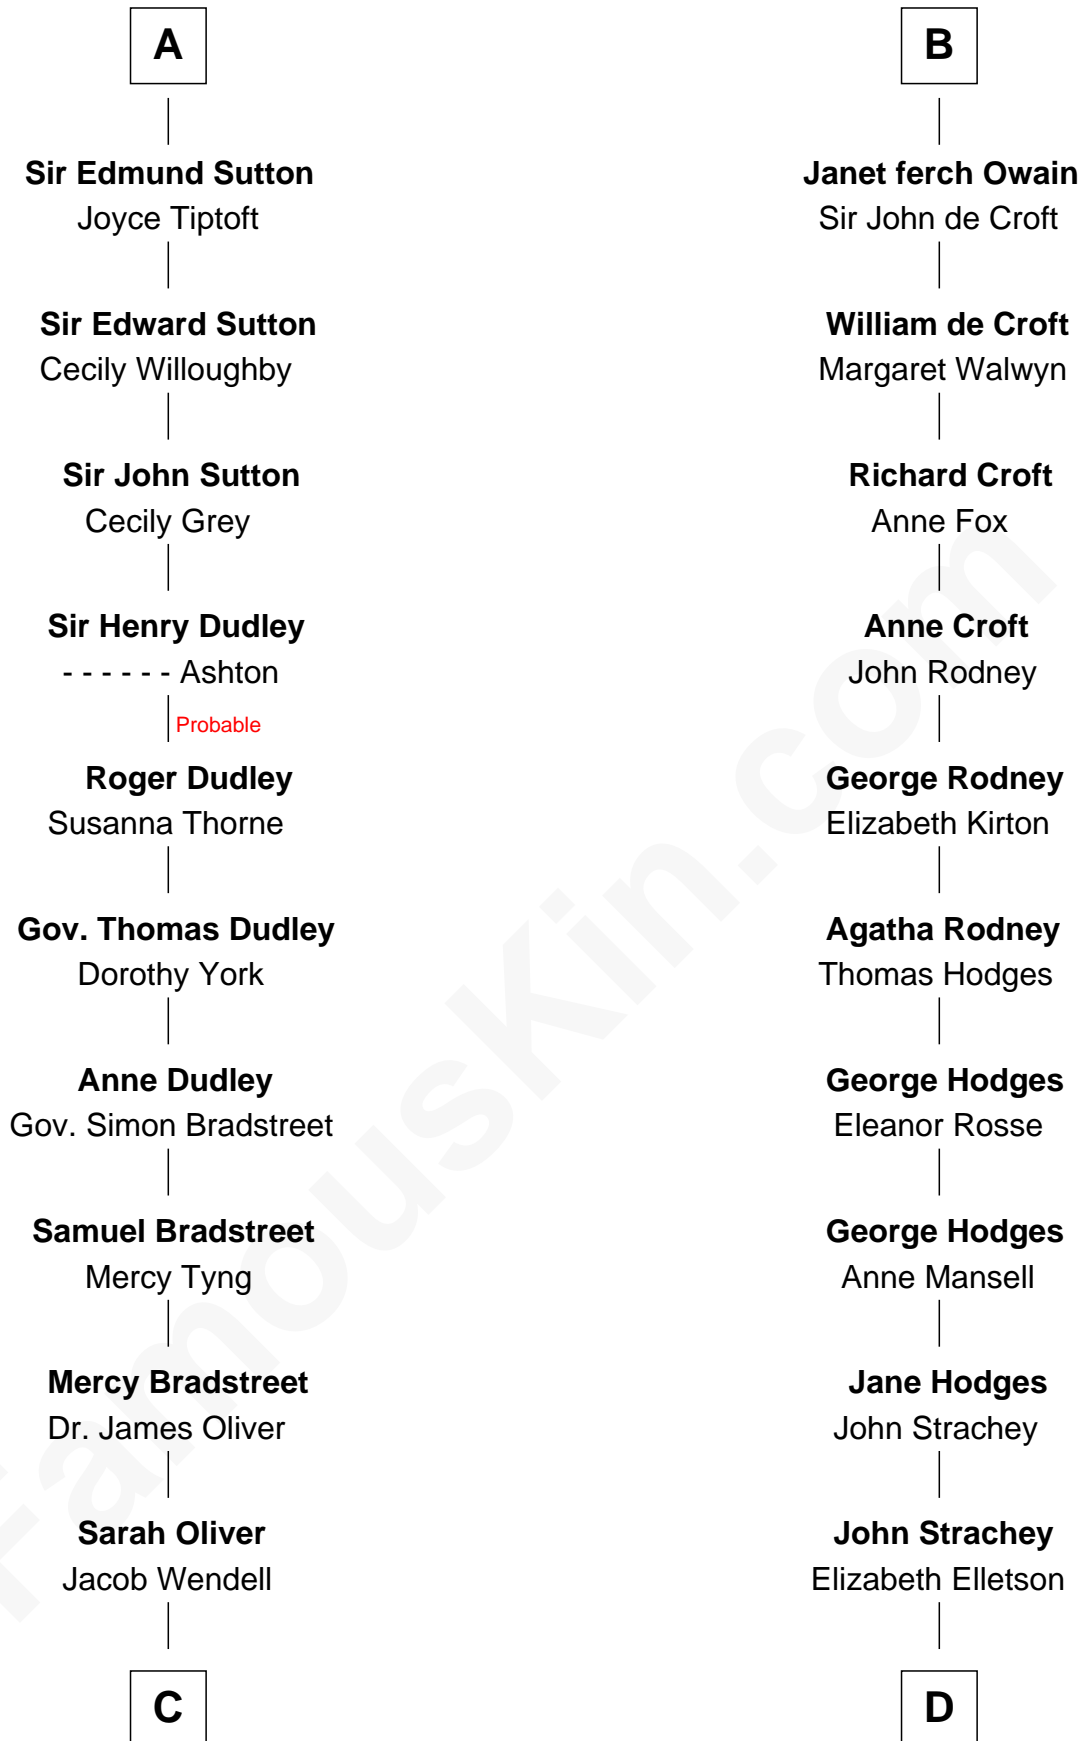 A
Sir Edmund Sutton
Joyce Tiptoft
Sir Edward Sutton
Cecily Willoughby
Sir John Sutton
Cecily Grey
Sir Henry Dudley
- - - - - - Ashton
Probable
Roger Dudley
Susanna Thorne
Gov. Thomas Dudley
Dorothy York
Anne Dudley
Gov. Simon Bradstreet
Samuel Bradstreet
Mercy Tyng
Mercy Bradstreet
Dr. James Oliver
Sarah Oliver
Jacob Wendell
C
B
Janet ferch Owain
Sir John de Croft
William de Croft
Margaret Walwyn
Richard Croft
Anne Fox
Anne Croft
John Rodney
George Rodney
Elizabeth Kirton
Agatha Rodney
Thomas Hodges
George Hodges
Eleanor Rosse
George Hodges
Anne Mansell
Jane Hodges
John Strachey
John Strachey
Elizabeth Elletson
D
FamousKin.com